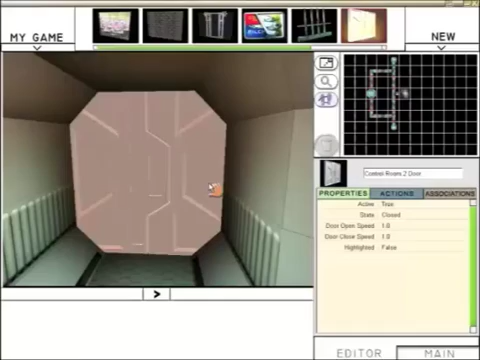 MY GAME
NEW
Control Room 2 Door
PROPERTIES
ACTIONS
ASSOCIATIONS
Active True
State Closed
Door Open Speed 1.0
Door Close Speed 1.0
Highlighted False
>
EDITOR
MAIN